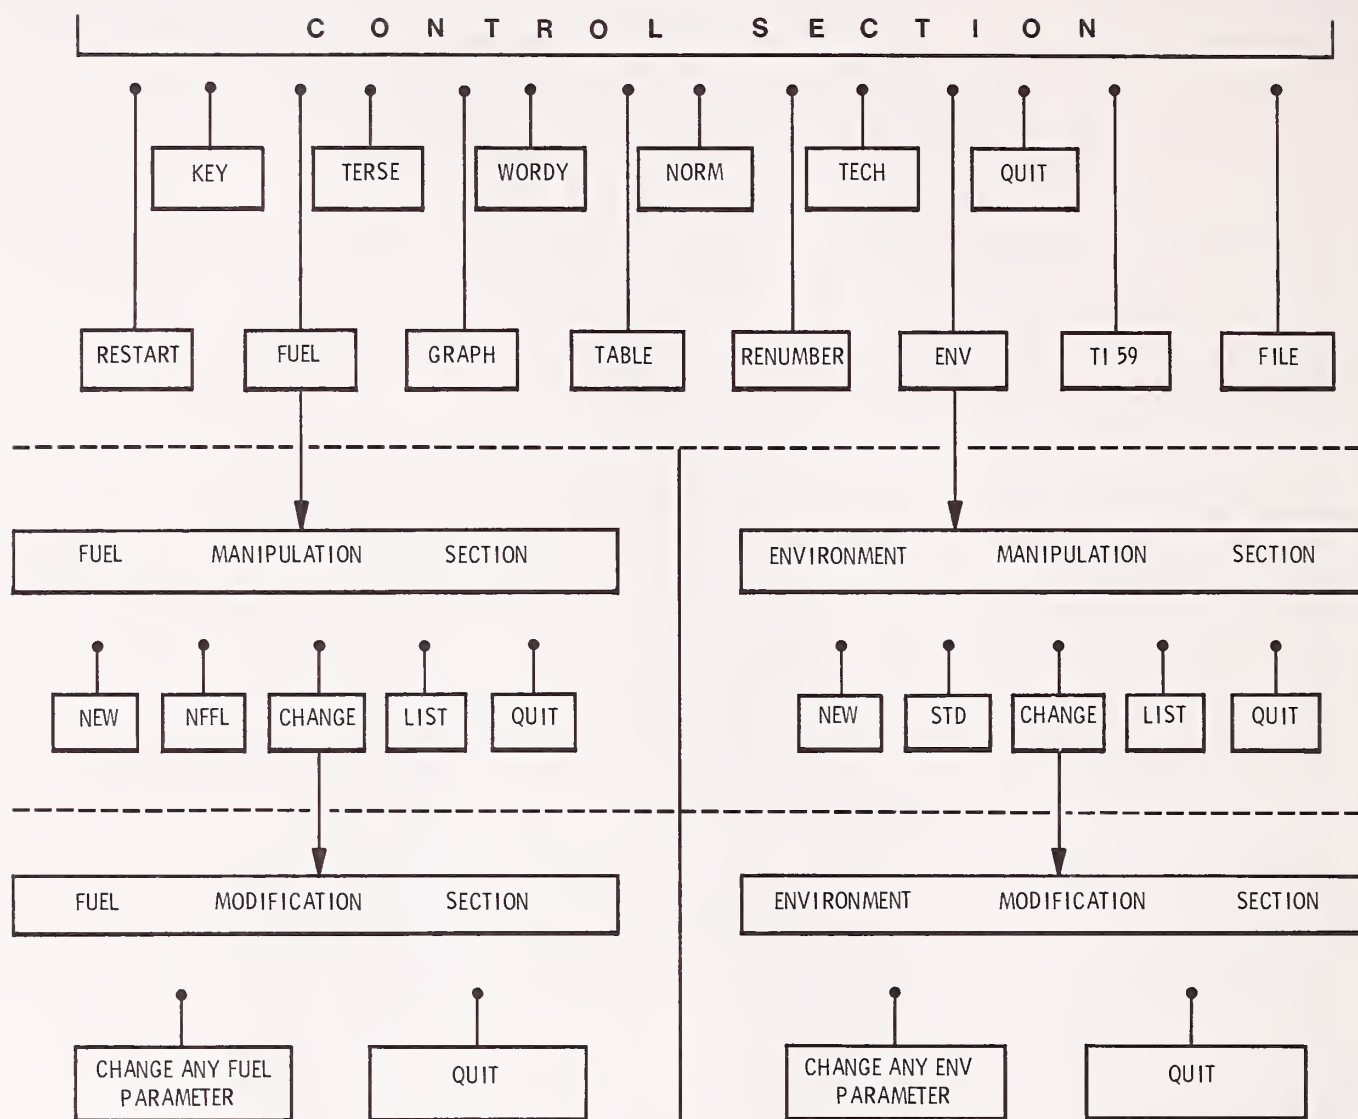 CONTROL SECTION
KEY TERSE WORDY NORM TECH QUIT
RESTART FUEL GRAPH TABLE RENUMBER ENV TI 59 FILE
FUEL MANIPULATION SECTION
ENVIRONMENT MANIPULATION SECTION
NEW NFFL CHANGE LIST QUIT
NEW STD CHANGE LIST QUIT
FUEL MODIFICATION SECTION
ENVIRONMENT MODIFICATION SECTION
CHANGE ANY FUEL
PARAMETER
QUIT
CHANGE ANY ENV
PARAMETER
QUIT